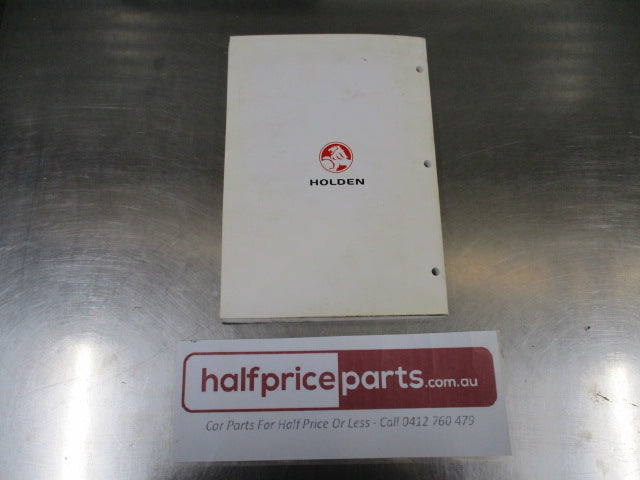 HOLDEN
halfpriceparts.com.au
Car Parts For Half Price Or Less - Call 0412 760 479